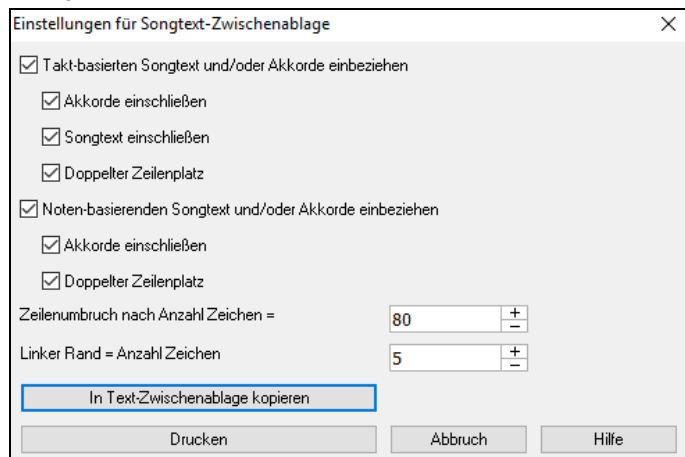 Einstellungen für Songtext-Zwischenablage
Takt-basierten Songtext und/oder Akkorde einbeziehen
Akkorde einschließen
Songtext einschließen
Doppelter Zeilenplatz
Noten-basierenden Songtext und/oder Akkorde einbeziehen
Akkorde einschließen
Doppelter Zeilenplatz
Zeilenumbruch nach Anzahl Zeichen = 80
Linker Rand = Anzahl Zeichen 5
In Text-Zwischenablage kopieren
Drucken Abbruch Hilfe